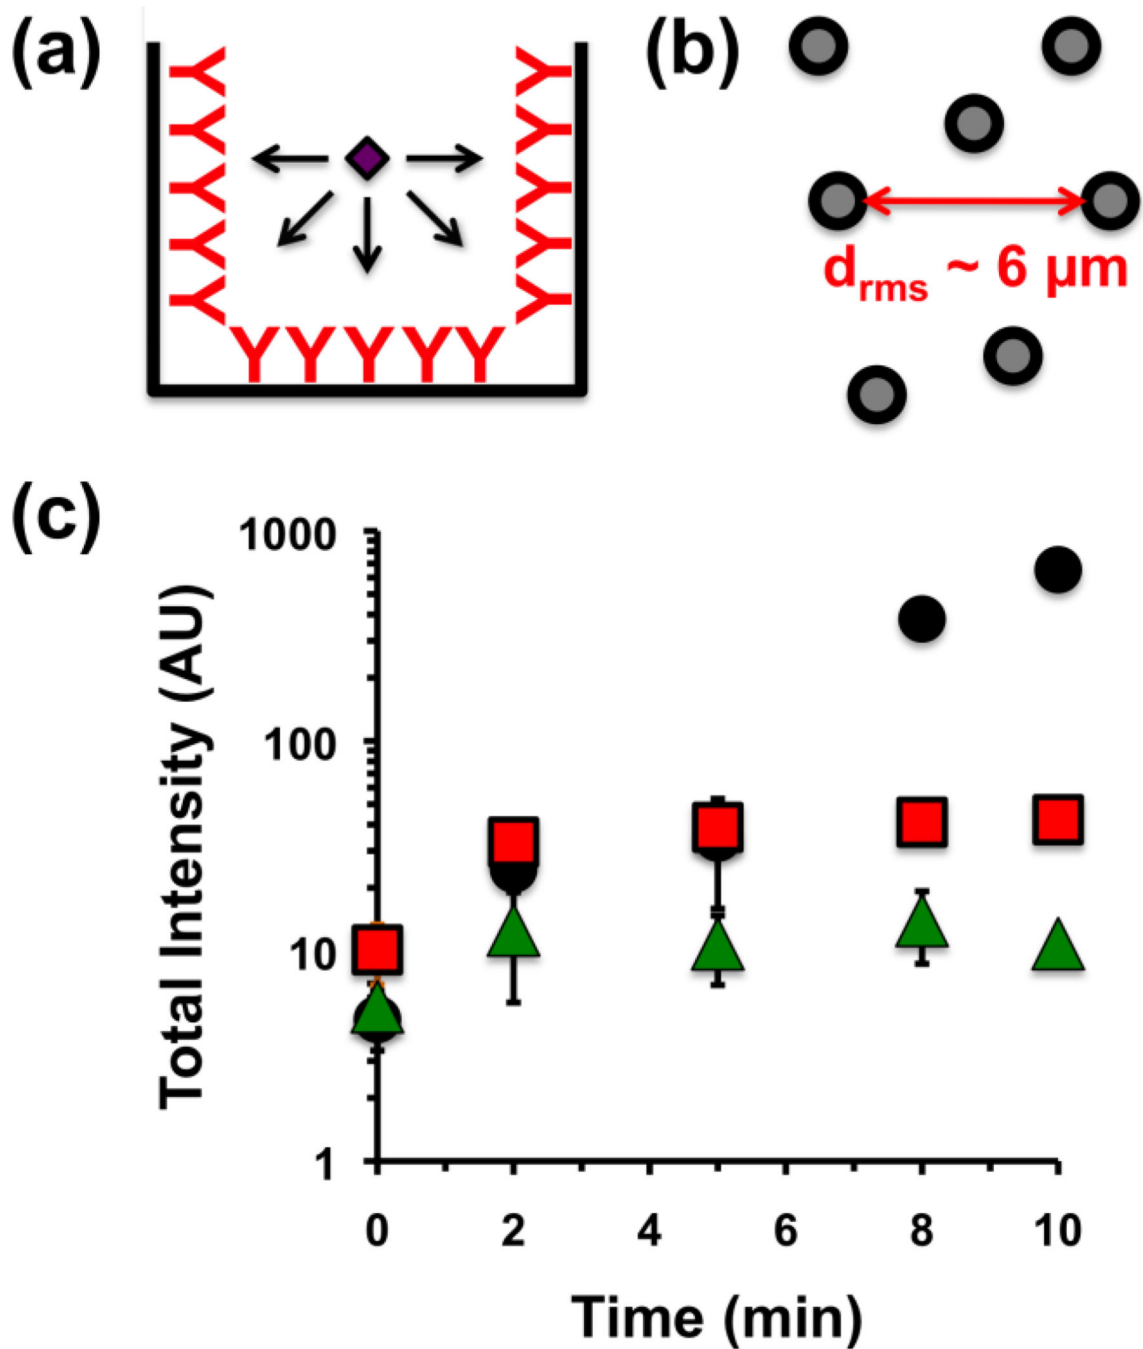 (a)
(b)
d_rms ~ 6 µm
(c)
Total Intensity (AU)
1000
100
10
1
0 2 4 6 8 10
Time (min)